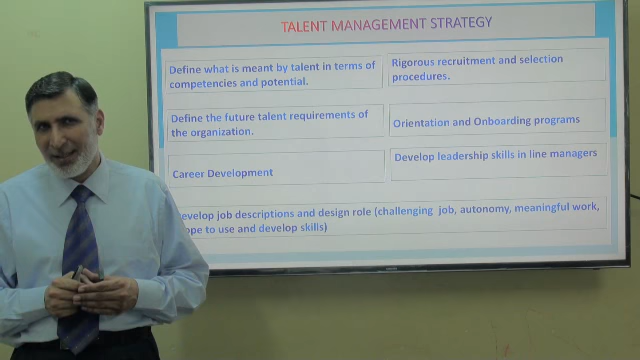 TALENT MANAGEMENT STRATEGY
Define what is meant by talent in terms of
competencies and potential.
Rigorous recruitment and selection
procedures.
Define the future talent requirements of
the organization.
Orientation and Onboarding programs
Career Development
Develop leadership skills in line managers
evelop job descriptions and design role (challenging job, autonomy, meaningful work,
ope to use and develop skills)